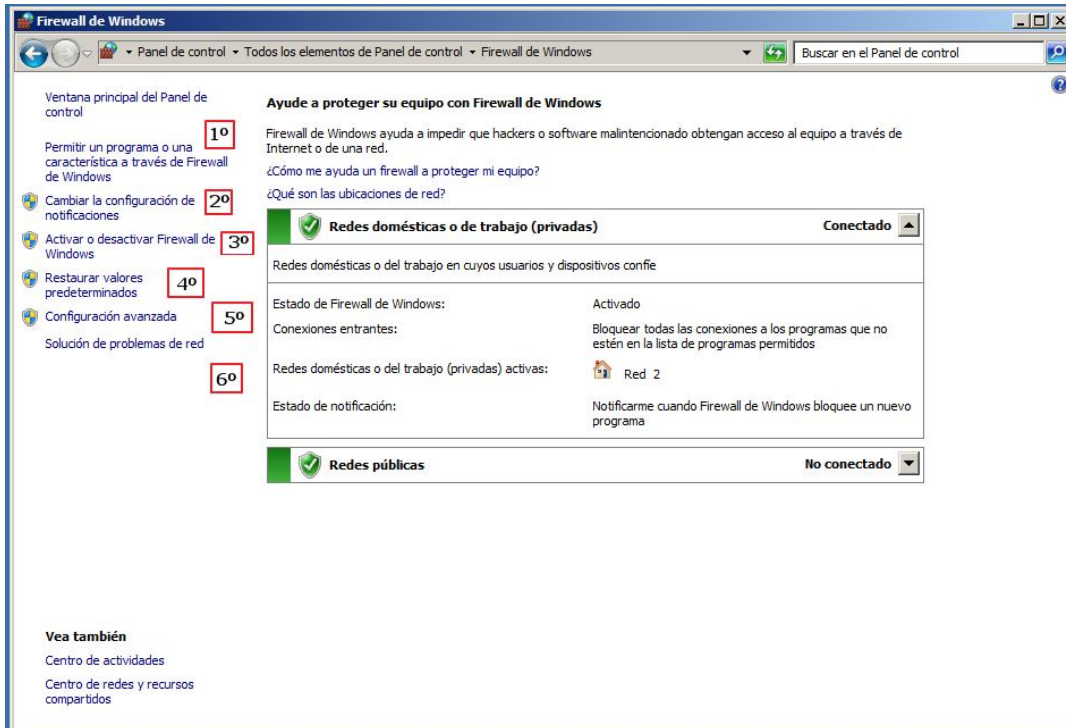 Firewall de Windows
Panel de control
Todos los elementos de Panel de control
Firewall de Windows
Buscar en el Panel de control
Ventana principal del Panel de
control
1º
Permitir un programa o una
característica a través de Firewall
de Windows
Cambiar la configuración de
notificaciones
2º
Activar o desactivar Firewall de
Windows
3º
Restaurar valores
predeterminados
4º
Configuración avanzada
5º
Solución de problemas de red
6º
Vea también
Centro de actividades
Centro de redes y recursos
compartidos
Ayude a proteger su equipo con Firewall de Windows
Firewall de Windows ayuda a impedir que hackers o software malintencionado obtengan acceso al equipo a través de
Internet o de una red.
¿Cómo me ayuda un firewall a proteger mi equipo?
¿Qué son las ubicaciones de red?
Redes domésticas o de trabajo (privadas) Conectado
Redes domésticas o del trabajo en cuyos usuarios y dispositivos confíe
Estado de Firewall de Windows: Activado
Conexiones entrantes: Bloquear todas las conexiones a los programas que no
estén en la lista de programas permitidos
Redes domésticas o del trabajo (privadas) activas: Red 2
Estado de notificación: Notificarme cuando Firewall de Windows bloquee un nuevo
programa
Redes públicas No conectado